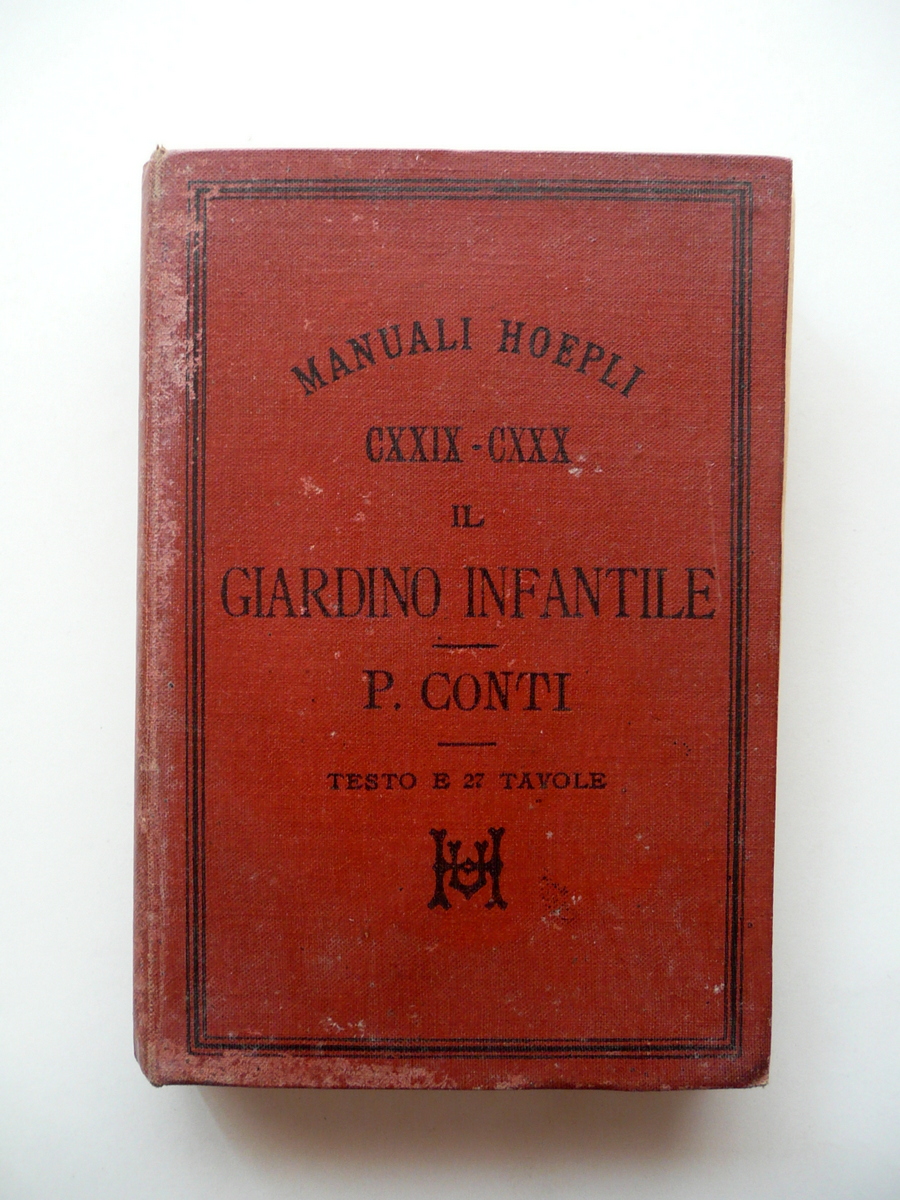 MANUALI HOEPLI
CXXIX - CXXX
IL
GIARDINO INFANTILE
P. CONTI
TESTO E 27 TAVOLE